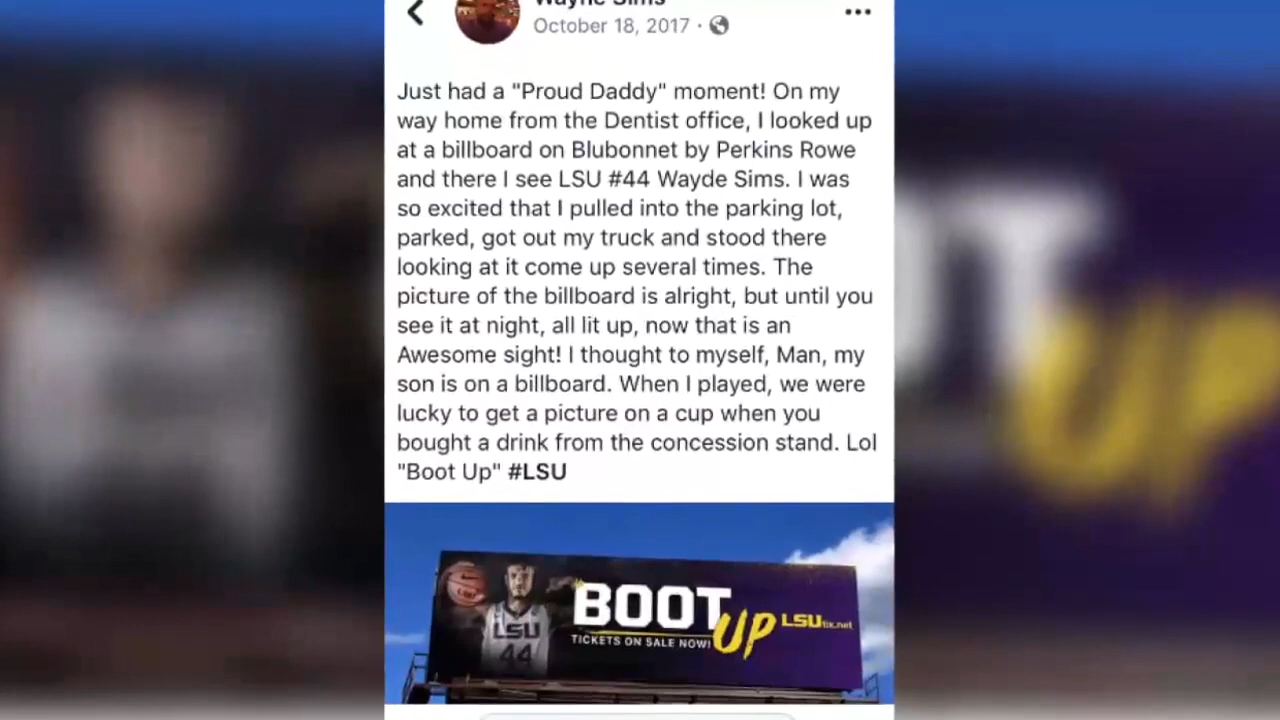 Wayne Sims
October 18, 2017 ·
Just had a "Proud Daddy" moment! On my
way home from the Dentist office, I looked up
at a billboard on Blubonnet by Perkins Rowe
and there I see LSU #44 Wayde Sims. I was
so excited that I pulled into the parking lot,
parked, got out my truck and stood there
looking at it come up several times. The
picture of the billboard is alright, but until you
see it at night, all lit up, now that is an
Awesome sight! I thought to myself, Man, my
son is on a billboard. When I played, we were
lucky to get a picture on a cup when you
bought a drink from the concession stand. Lol
"Boot Up" #LSU
BOOT
UP
TICKETS ON SALE NOW!
LSUtix.net
LSU
44